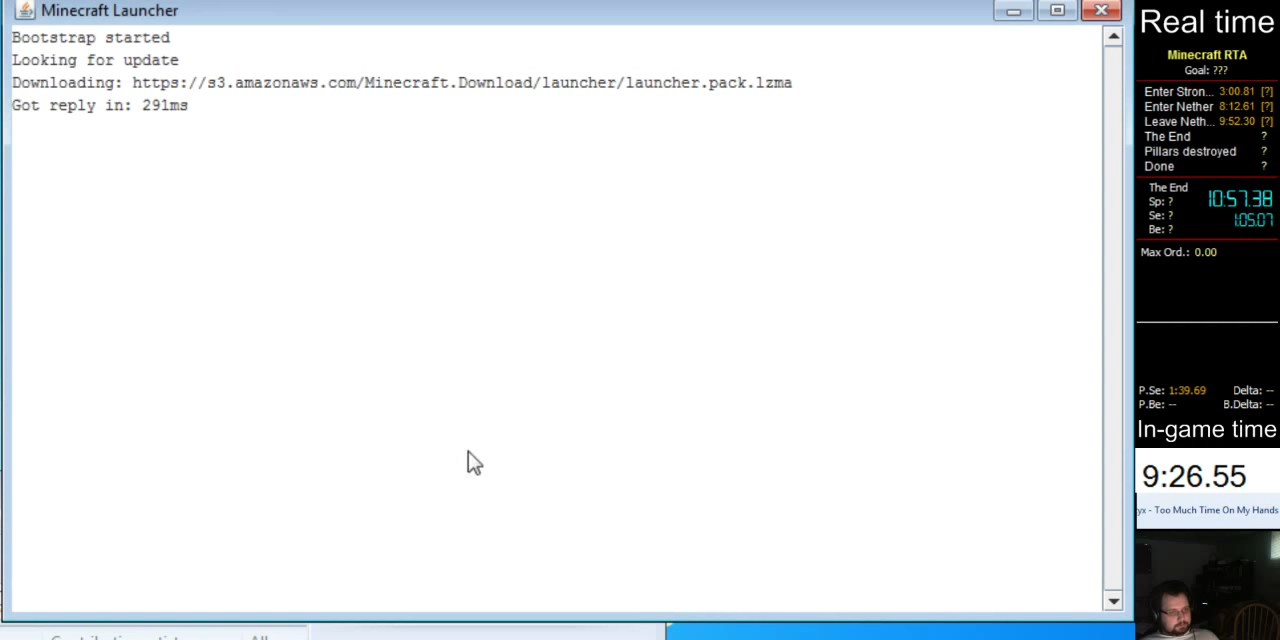 Minecraft Launcher
Bootstrap started
Looking for update
Downloading: https://s3.amazonaws.com/Minecraft.Download/launcher/launcher.pack.lzma
Got reply in: 291ms
Real time
Minecraft RTA
Goal: ???
Enter Stron... 3:00.81 [?]
Enter Nether 8:12.61 [?]
Leave Neth... 9:52.30 [?]
The End ?
Pillars destroyed ?
Done ?
The End
Sp: ? 10:57.38
Se: ? 1:05.07
Be: ?
Max Ord.: 0.00
P.Se: 1:39.69 Delta: --
P.Be: -- B.Delta: --
In-game time
9:26.55
yx - Too Much Time On My Hands